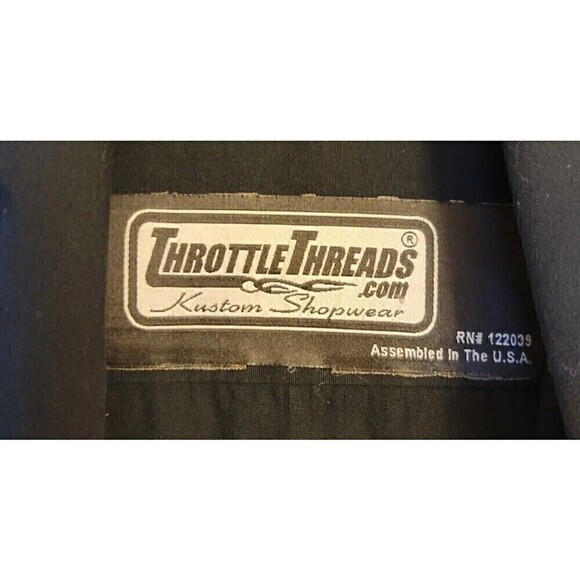 THROTTLETHREADS®
.com
Kustom Shopwear
RN# 122039
Assembled In The U.S.A.